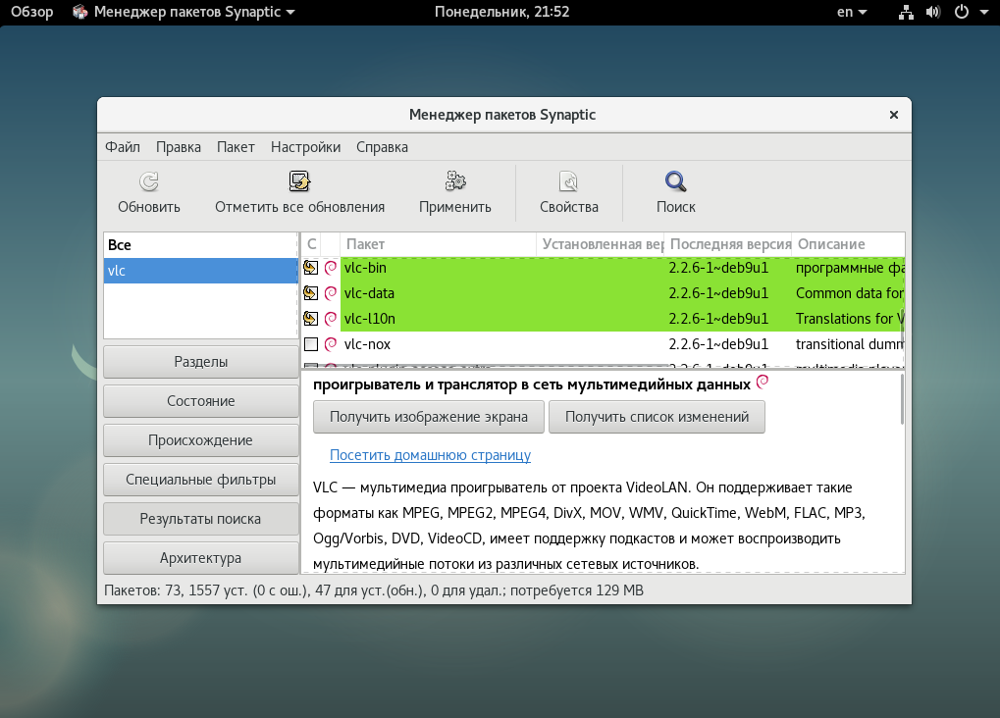 Обзор Менеджер пакетов Synaptic Понедельник, 21:52 en
Менеджер пакетов Synaptic
Файл Правка Пакет Настройки Справка
Обновить Отметить все обновления Применить Свойства Поиск
Все
vlc
С Пакет Установленная вер Последняя версия Описание
vlc-bin 2.2.6-1~deb9u1 программные фа
vlc-data 2.2.6-1~deb9u1 Common data for
vlc-l10n 2.2.6-1~deb9u1 Translations for V
vlc-nox 2.2.6-1~deb9u1 transitional dumm
Разделы
Состояние
Происхождение
Специальные фильтры
Результаты поиска
Архитектура
проигрыватель и транслятор в сеть мультимедийных данных
Получить изображение экрана Получить список изменений
Посетить домашнюю страницу
VLC — мультимедиа проигрыватель от проекта VideoLAN. Он поддерживает такие
форматы как MPEG, MPEG2, MPEG4, DivX, MOV, WMV, QuickTime, WebM, FLAC, MP3,
Ogg/Vorbis, DVD, VideoCD, имеет поддержку подкастов и может воспроизводить
мультимедийные потоки из различных сетевых источников.
Пакетов: 73, 1557 уст. (0 с ош.), 47 для уст.(обн.), 0 для удал.; потребуется 129 MB